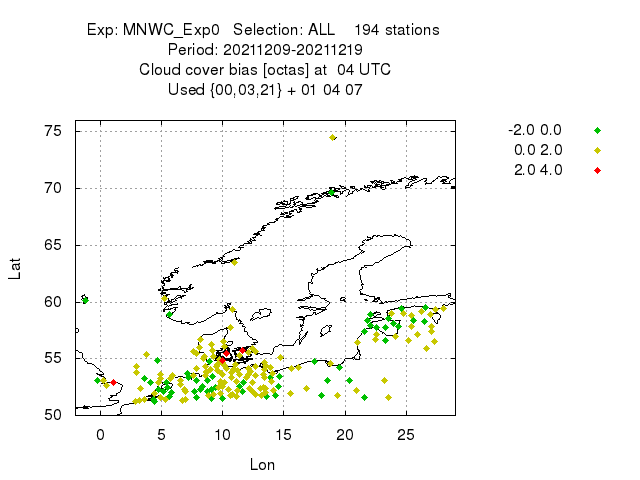 Exp: MNWC_Exp0 Selection: ALL 194 stations
Period: 20211209-20211219
Cloud cover bias [octas] at 04 UTC
Used {00,03,21} + 01 04 07
-2.0 0.0
0.0 2.0
2.0 4.0
75
70
65
60
55
50
Lat
0 5 10 15 20 25
Lon